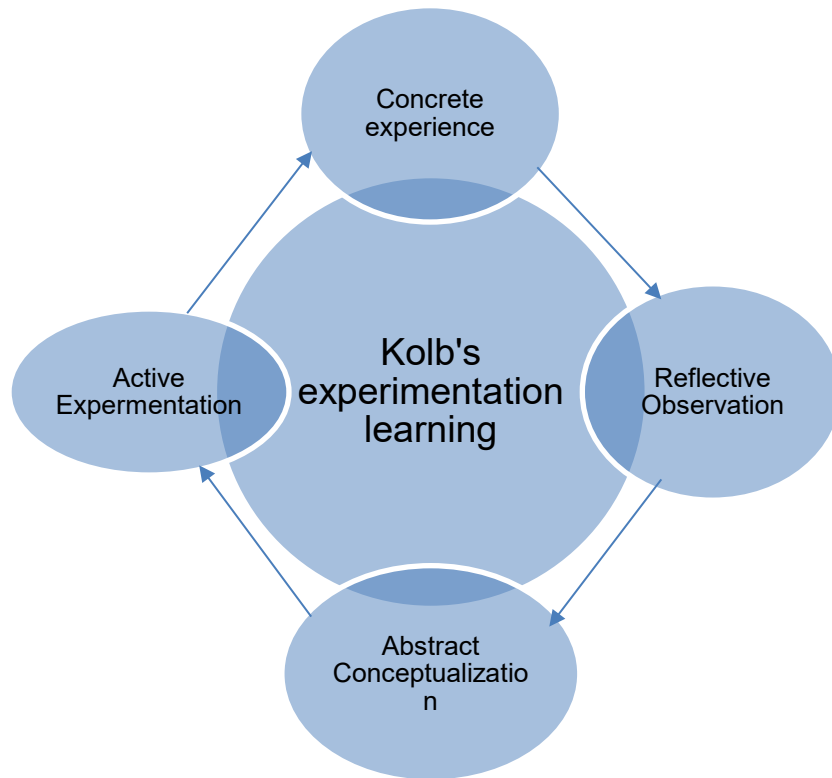 Concrete
experience
Kolb's
experimentation
learning
Active
Expermentation
Reflective
Observation
Abstract
Conceptualizatio
n